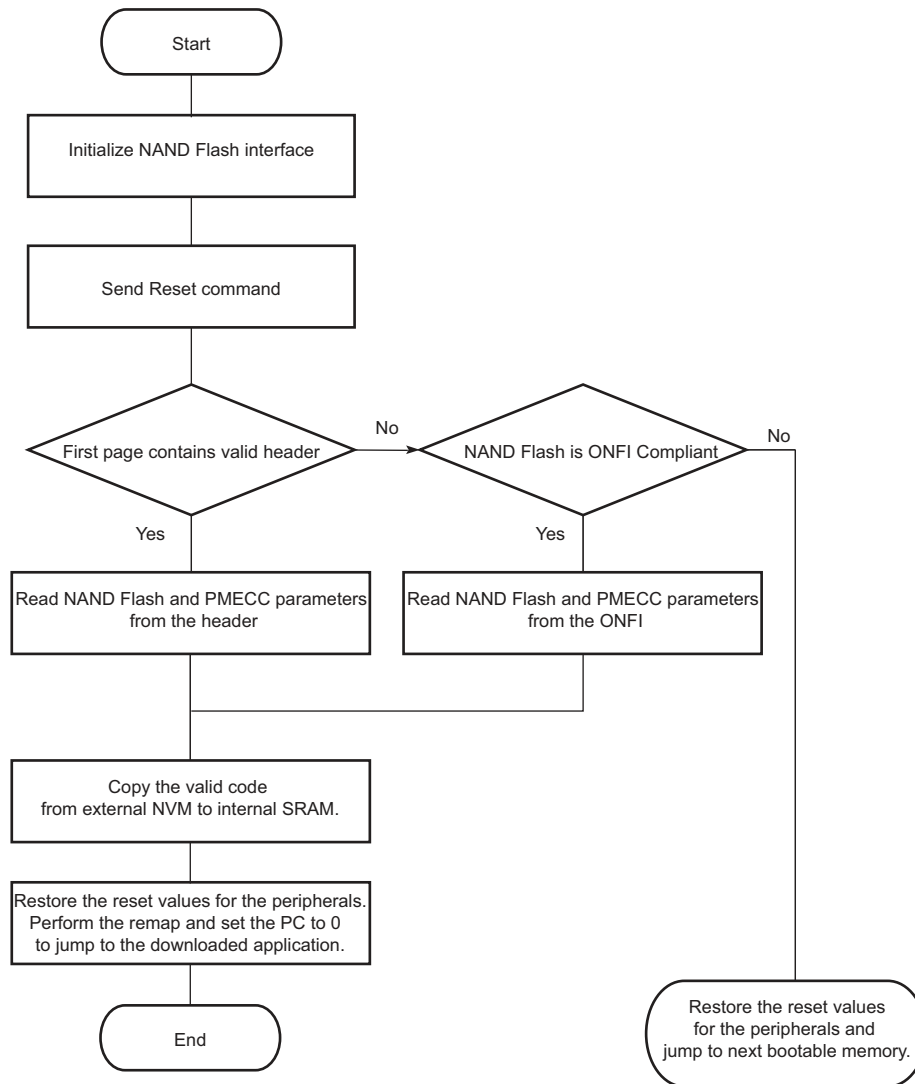 Start
Initialize NAND Flash interface
Send Reset command
First page contains valid header
No
NAND Flash is ONFI Compliant
No
Yes
Yes
Read NAND Flash and PMECC parameters
from the header
Read NAND Flash and PMECC parameters
from the ONFI
Copy the valid code
from external NVM to internal SRAM.
Restore the reset values for the peripherals.
Perform the remap and set the PC to 0
to jump to the downloaded application.
End
Restore the reset values
for the peripherals and
jump to next bootable memory.